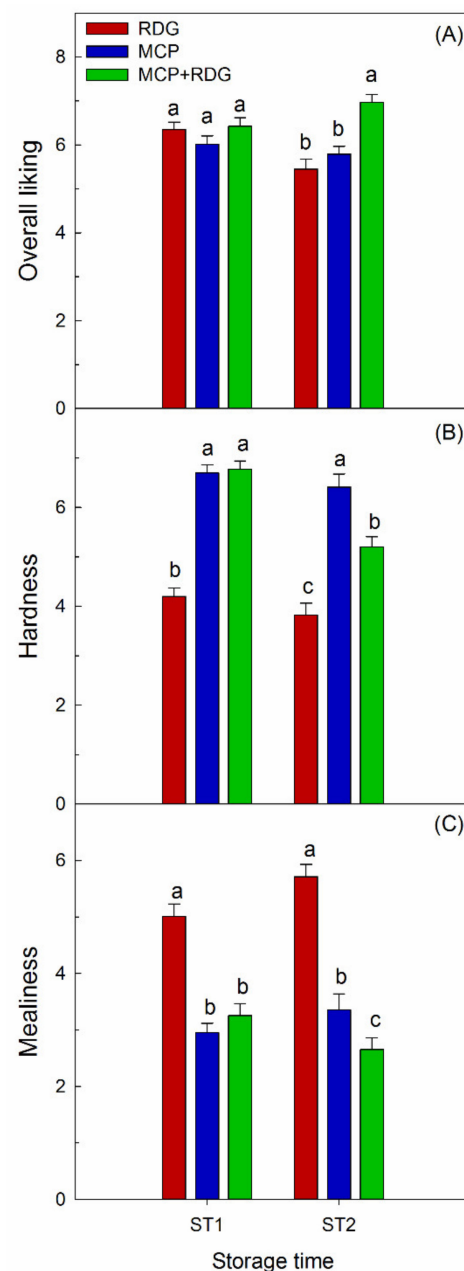 RDG
MCP
MCP+RDG
(A)
Overall liking
8
6
4
2
0
a a a
b b a
(B)
Hardness
6
4
2
0
b a a
c a b
(C)
Mealiness
6
4
2
0
a b b
a b c
ST1 ST2
Storage time